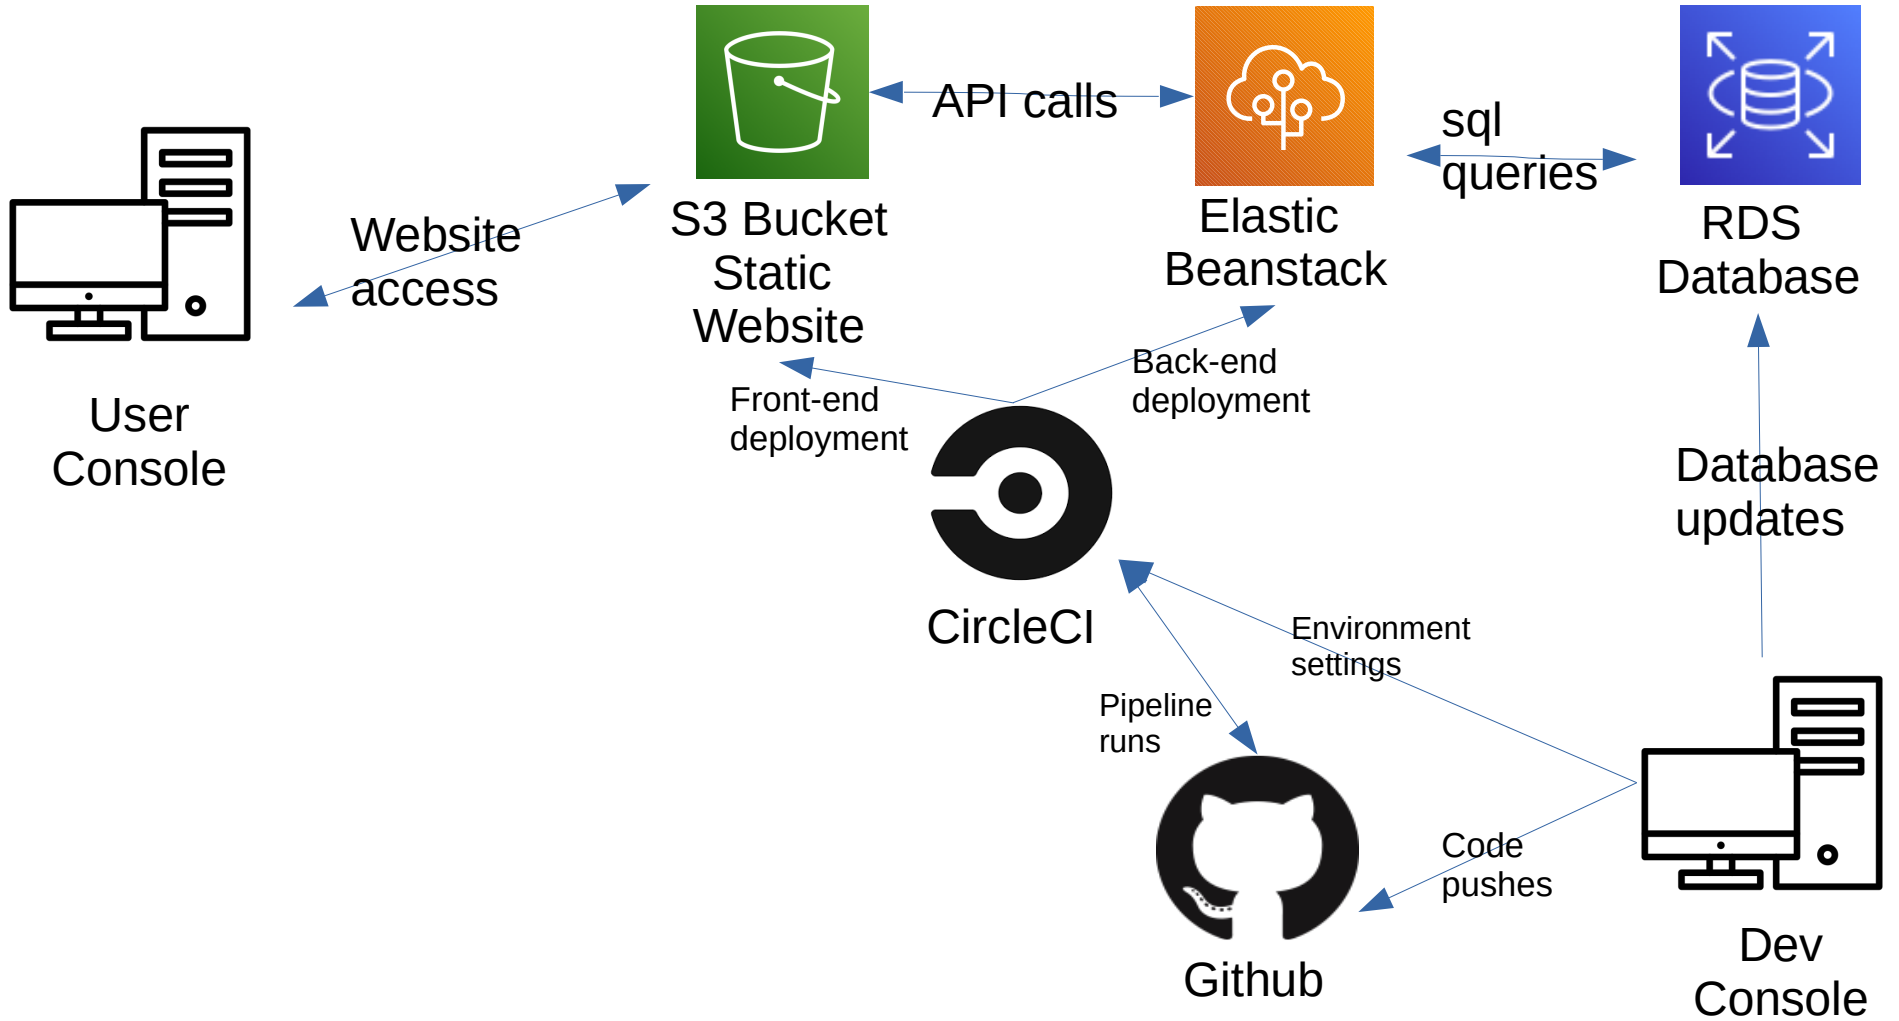 API calls
sql
queries
Website
access
S3 Bucket
Static
Website
Elastic
Beanstack
RDS
Database
User
Console
Front-end
deployment
Back-end
deployment
CircleCI
Database
updates
Environment
settings
Pipeline
runs
Code
pushes
Github
Dev
Console